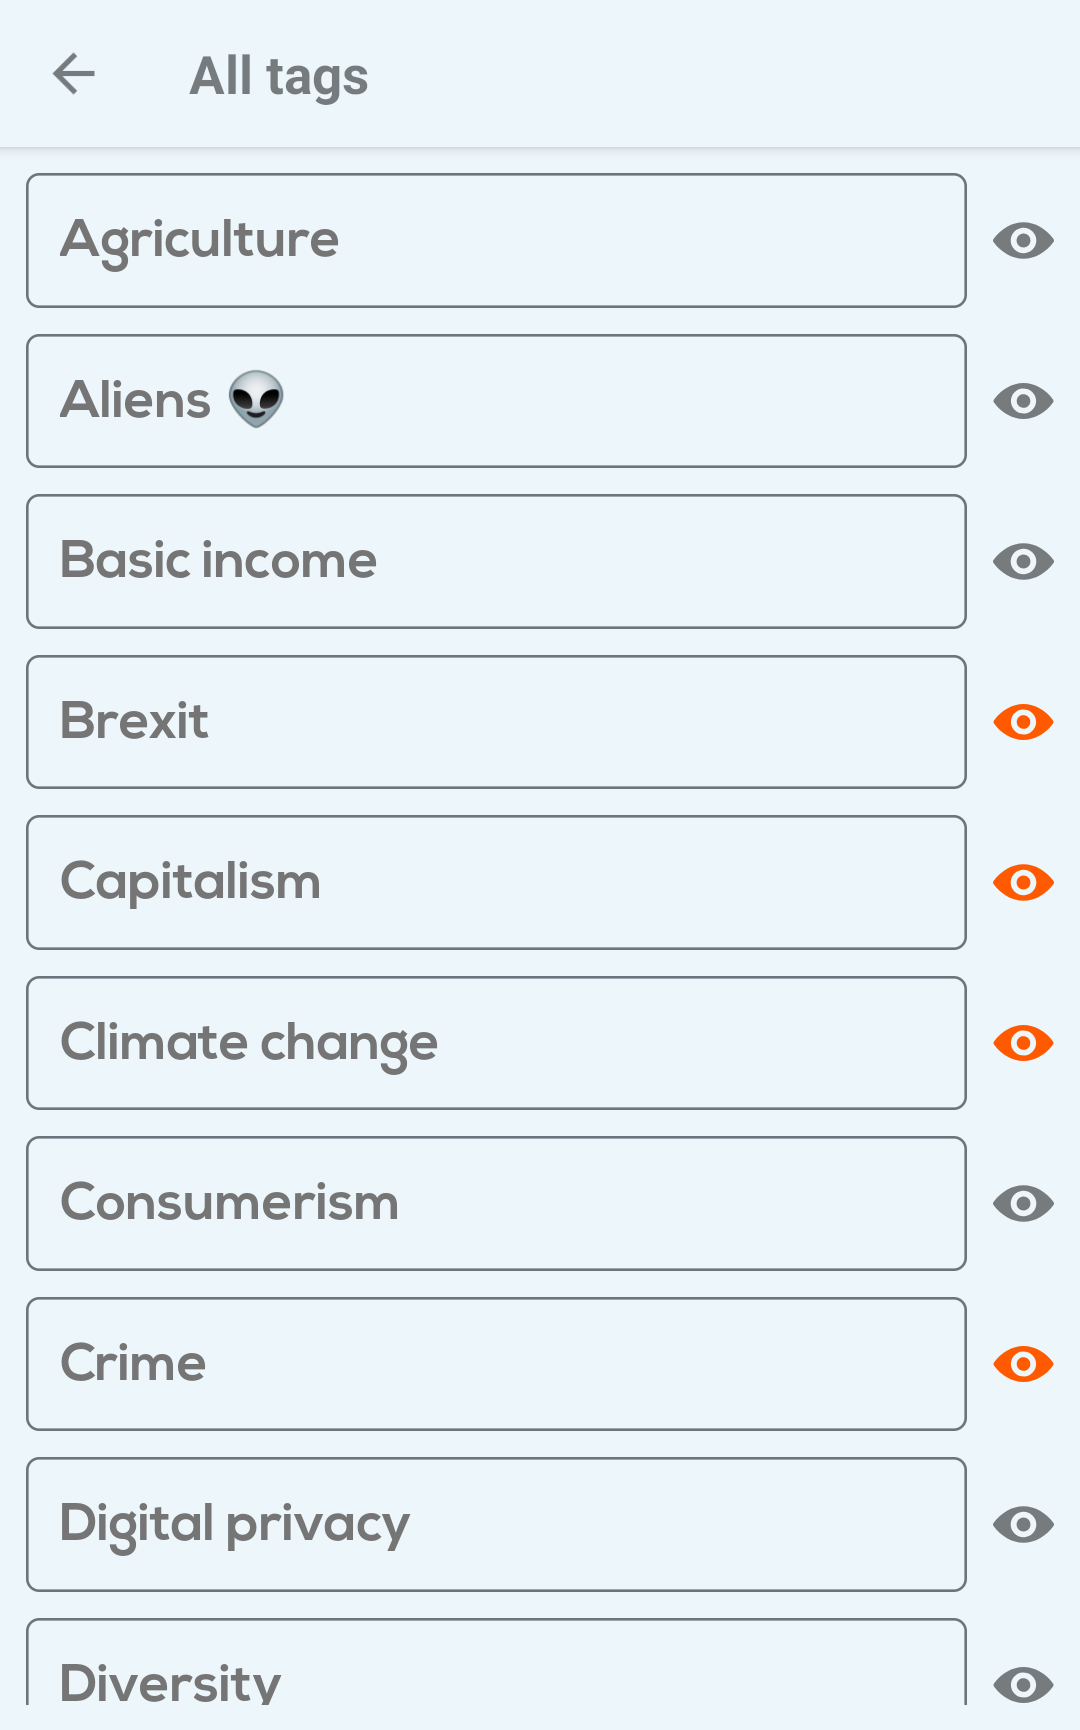 All tags
Agriculture
Aliens 👽
Basic income
Brexit
Capitalism
Climate change
Consumerism
Crime
Digital privacy
Diversity